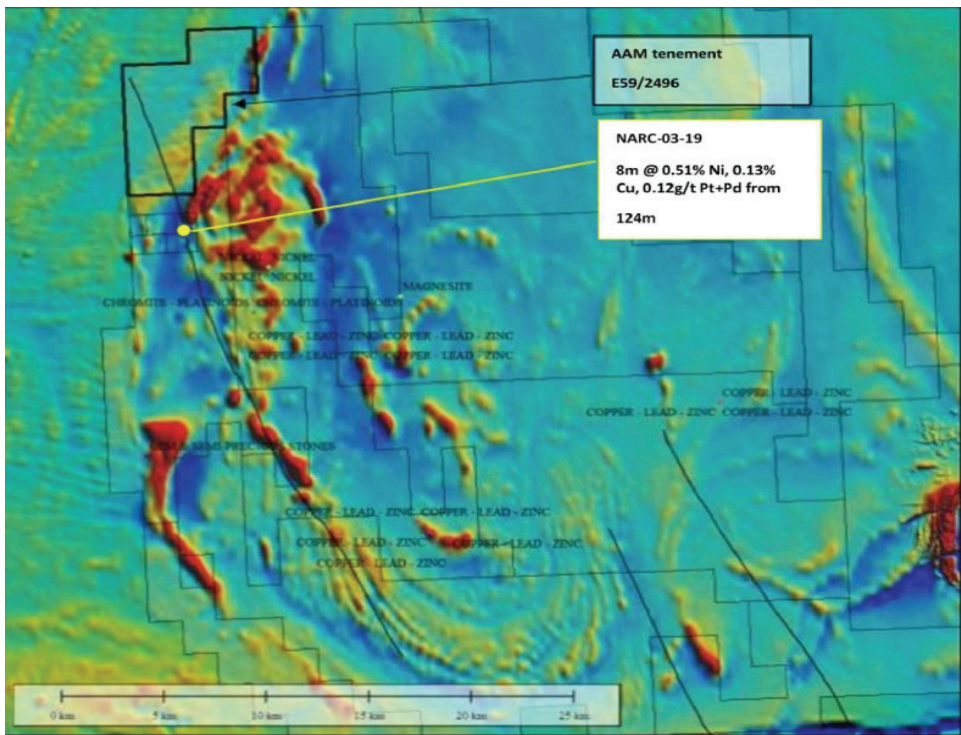 AAM tenement
E59/2496
NARC-03-19
8m @ 0.51% Ni, 0.13%
Cu, 0.12g/t Pt+Pd from
124m
NICKEL-NICKEL
NICKEL-NICKEL
MAGNESITE
CHROMITE - PLATINOIDS CHROMITE - PLATINOIDS
COPPER - LEAD - ZINC COPPER - LEAD - ZINC
COPPER - LEAD - ZINC COPPER - LEAD - ZINC
COPPER - LEAD - ZINC
COPPER - LEAD - ZINC COPPER - LEAD - ZINC
SEMI PRECIOUS STONES
COPPER - LEAD - ZINC COPPER - LEAD - ZINC
COPPER - LEAD - ZINC COPPER - LEAD - ZINC
COPPER - LEAD - ZINC
0 km 5 km 10 km 15 km 20 km 25 km